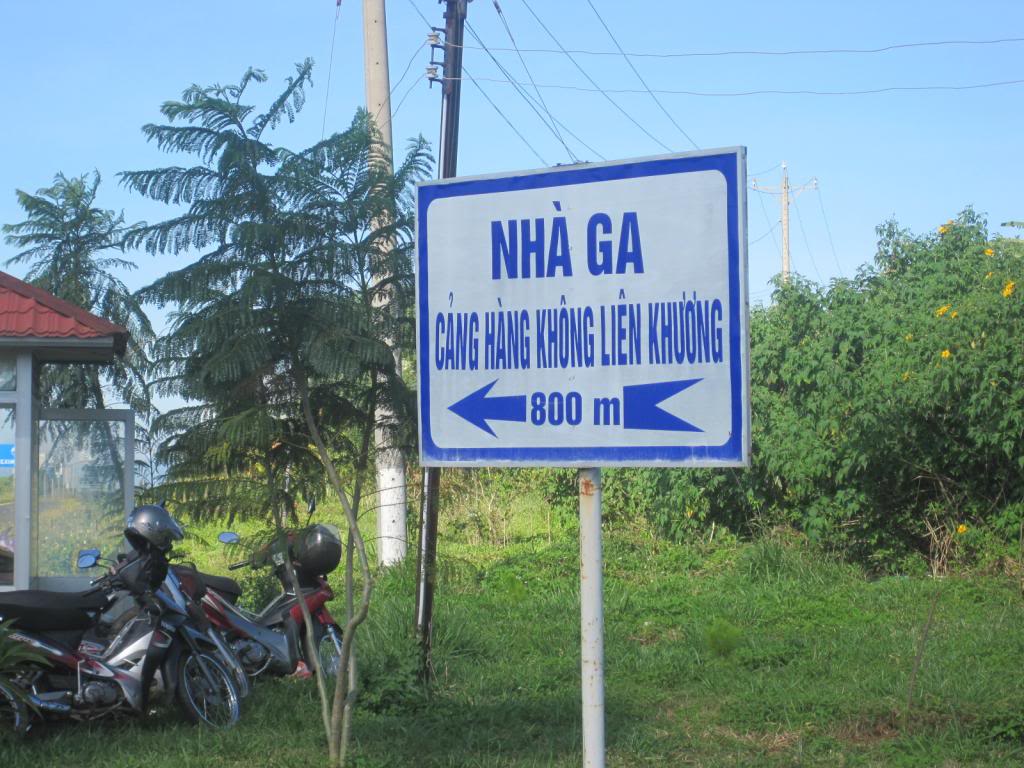 NHÀ GA
CẢNG HÀNG KHÔNG LIÊN KHƯƠNG
800 m